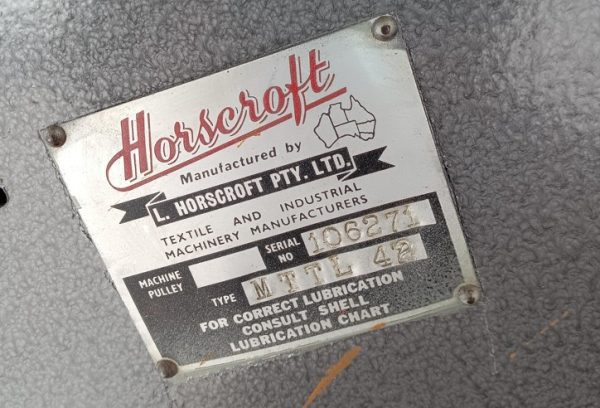 Horscroft
Manufactured by
L. HORSCROFT PTY. LTD.
TEXTILE AND INDUSTRIAL
MACHINERY MANUFACTURERS
MACHINE
PULLEY
SERIAL
NO 106271
TYPE MTTL 42
FOR CORRECT LUBRICATION
CONSULT SHELL
LUBRICATION CHART